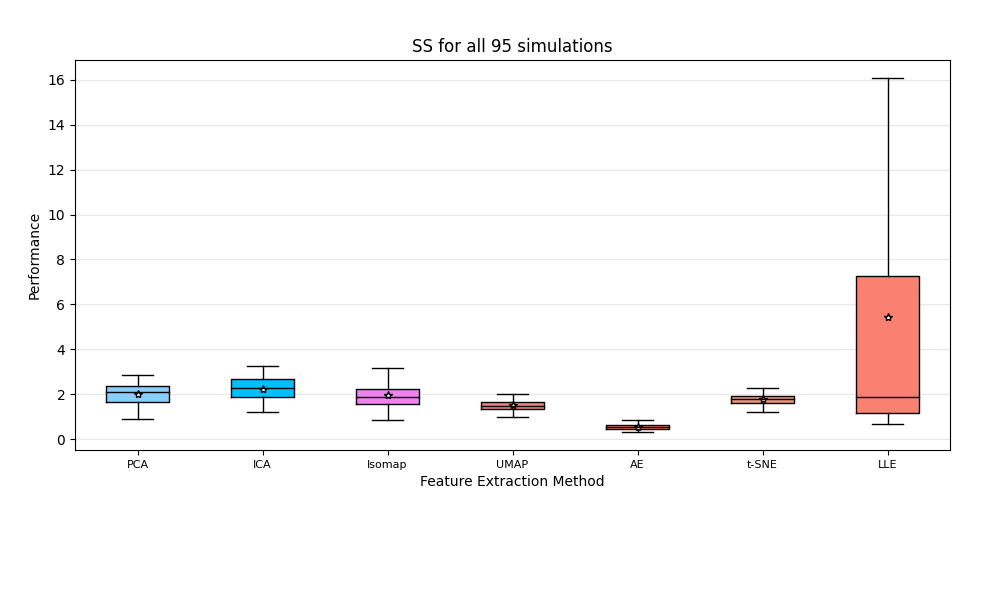 SS for all 95 simulations
Performance
16
14
12
10
8
6
4
2
0
PCA ICA Isomap UMAP AE t-SNE LLE
Feature Extraction Method